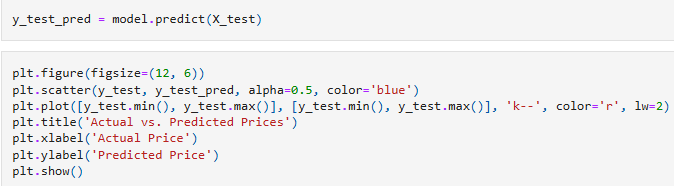 y_test_pred = model.predict(X_test)
plt.figure(figsize=(12, 6))
plt.scatter(y_test, y_test_pred, alpha=0.5, color='blue')
plt.plot([y_test.min(), y_test.max()], [y_test.min(), y_test.max()], 'k--', color='r', lw=2)
plt.title('Actual vs. Predicted Prices')
plt.xlabel('Actual Price')
plt.ylabel('Predicted Price')
plt.show()